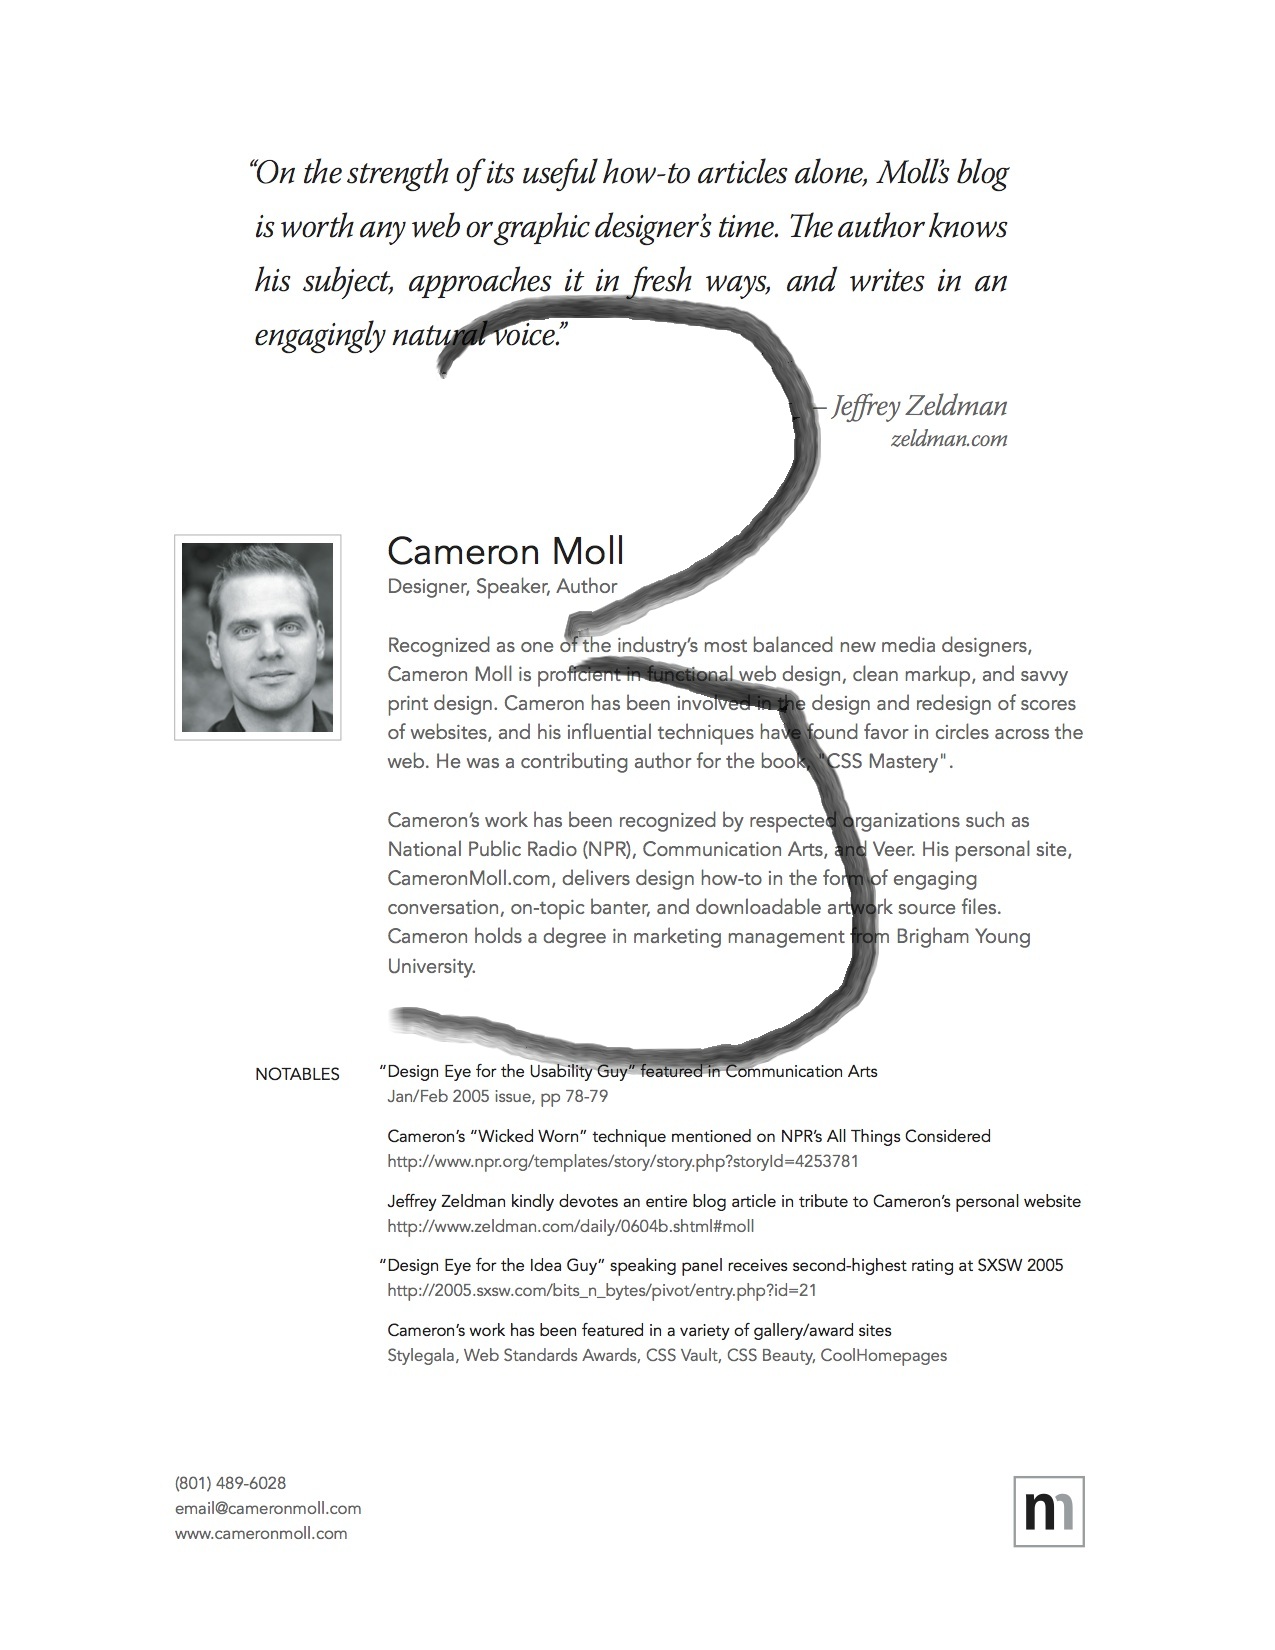 “On the strength of its useful how-to articles alone, Moll’s blog
is worth any web or graphic designer’s time. The author knows
his subject, approaches it in fresh ways, and writes in an
engagingly natural voice.”
– Jeffrey Zeldman
zeldman.com
Cameron Moll
Designer, Speaker, Author
Recognized as one of the industry’s most balanced new media designers,
Cameron Moll is proficient in functional web design, clean markup, and savvy
print design. Cameron has been involved in the design and redesign of scores
of websites, and his influential techniques have found favor in circles across the
web. He was a contributing author for the book, "CSS Mastery".
Cameron’s work has been recognized by respected organizations such as
National Public Radio (NPR), Communication Arts, and Veer. His personal site,
CameronMoll.com, delivers design how-to in the form of engaging
conversation, on-topic banter, and downloadable artwork source files.
Cameron holds a degree in marketing management from Brigham Young
University.
3
NOTABLES
“Design Eye for the Usability Guy” featured in Communication Arts
Jan/Feb 2005 issue, pp 78-79
Cameron’s “Wicked Worn” technique mentioned on NPR’s All Things Considered
http://www.npr.org/templates/story/story.php?storyId=4253781
Jeffrey Zeldman kindly devotes an entire blog article in tribute to Cameron’s personal website
http://www.zeldman.com/daily/0604b.shtml#moll
“Design Eye for the Idea Guy” speaking panel receives second-highest rating at SXSW 2005
http://2005.sxsw.com/bits_n_bytes/pivot/entry.php?id=21
Cameron’s work has been featured in a variety of gallery/award sites
Stylegala, Web Standards Awards, CSS Vault, CSS Beauty, CoolHomepages
(801) 489-6028
email@cameronmoll.com
www.cameronmoll.com
m